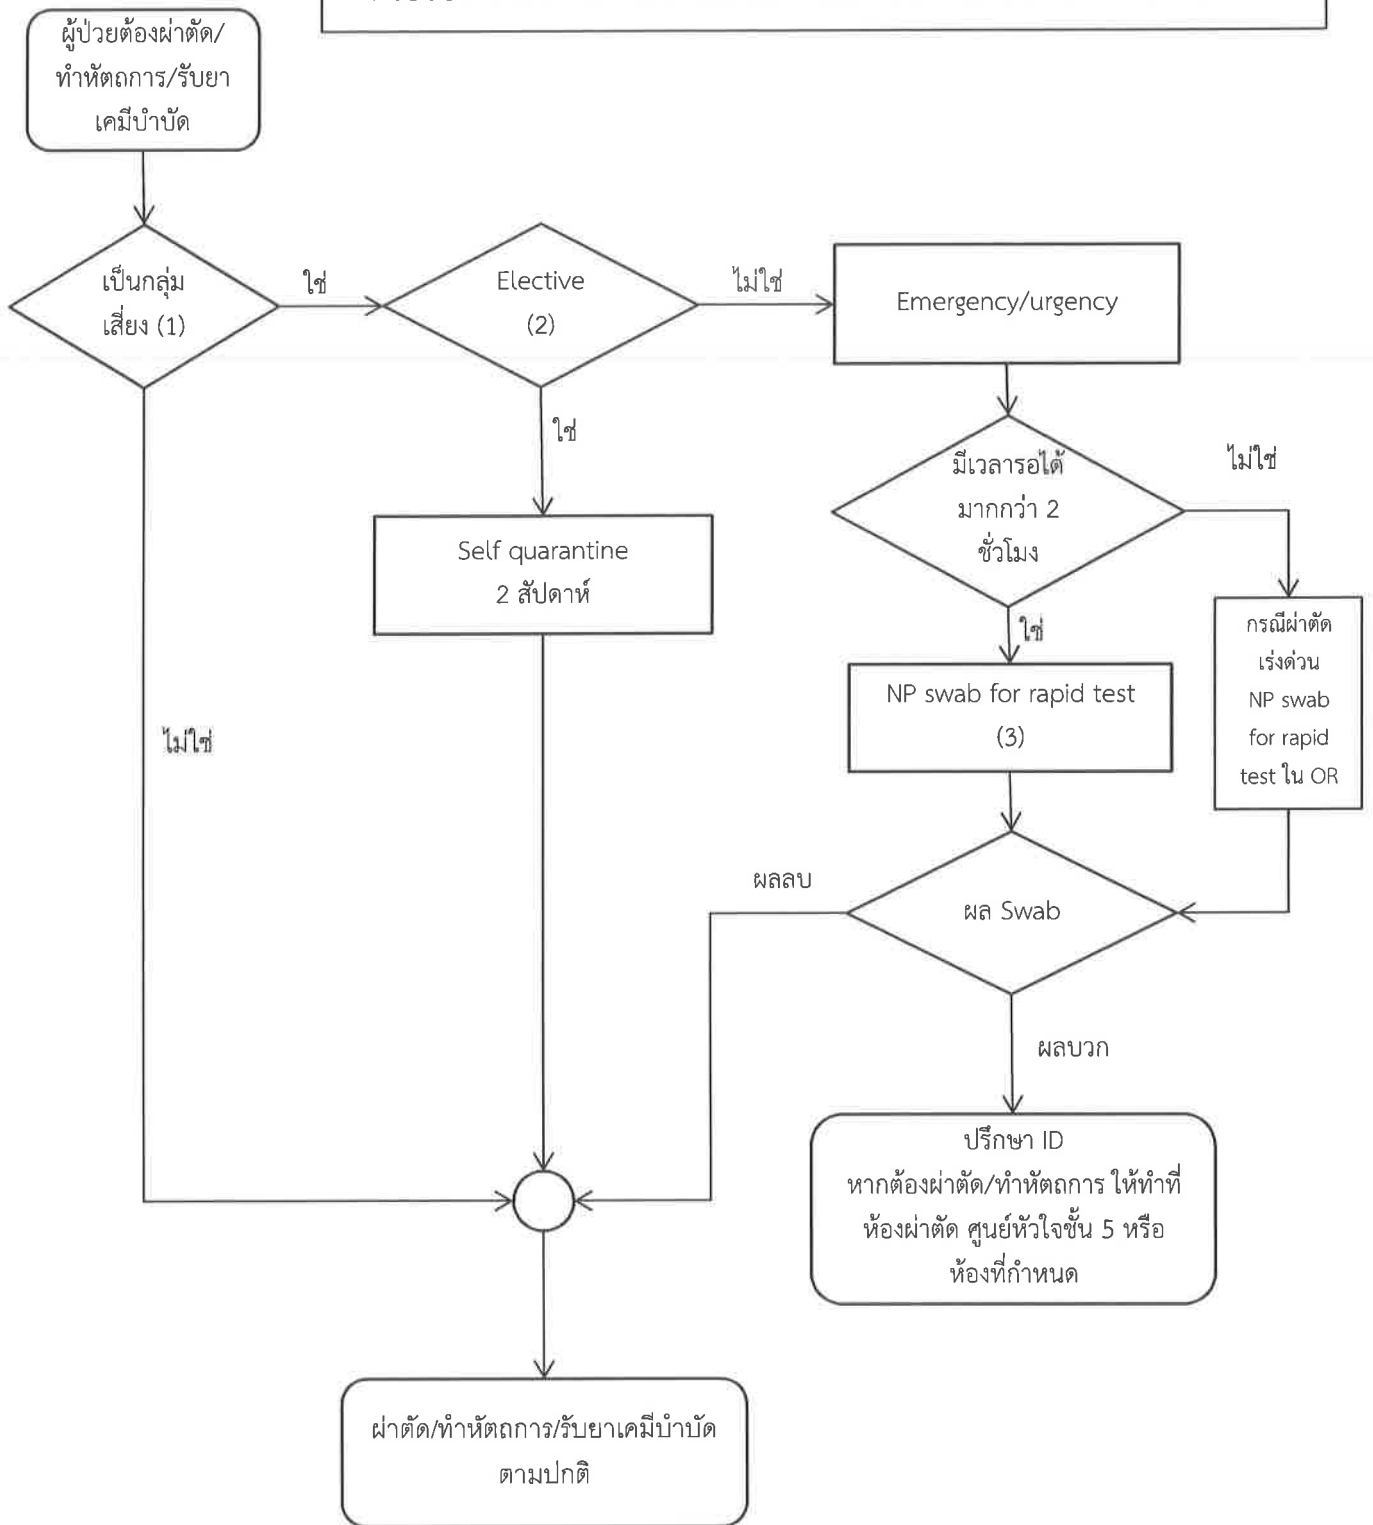 ผู้ป่วยต้องผ่าตัด/
ทำหัตถการ/รับยา
เคมีบำบัด
เป็นกลุ่ม
เสี่ยง (1)
ใช่
Elective
(2)
ไม่ใช่
Emergency/urgency
ใช่
มีเวลารอได้
มากกว่า 2
ชั่วโมง
ไม่ใช่
Self quarantine
2 สัปดาห์
ใช่
กรณีผ่าตัด
เร่งด่วน
NP swab
for rapid
test ใน OR
NP swab for rapid test
(3)
ไม่ใช่
ผลลบ
ผล Swab
ผลบวก
ปรึกษา ID
หากต้องผ่าตัด/ทำหัตถการ ให้ทำที่
ห้องผ่าตัด ศูนย์หัวใจชั้น 5 หรือ
ห้องที่กำหนด
ผ่าตัด/ทำหัตถการ/รับยาเคมีบำบัด
ตามปกติ